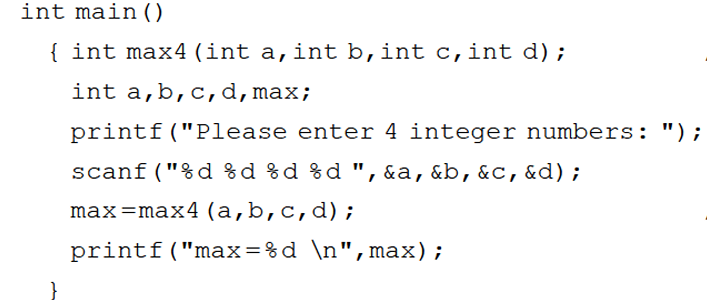 int main()
{ int max4(int a,int b,int c,int d);
int a,b,c,d,max;
printf("Please enter 4 integer numbers: ");
scanf("%d %d %d %d ",&a,&b,&c,&d);
max=max4(a,b,c,d);
printf("max=%d \n",max);
}